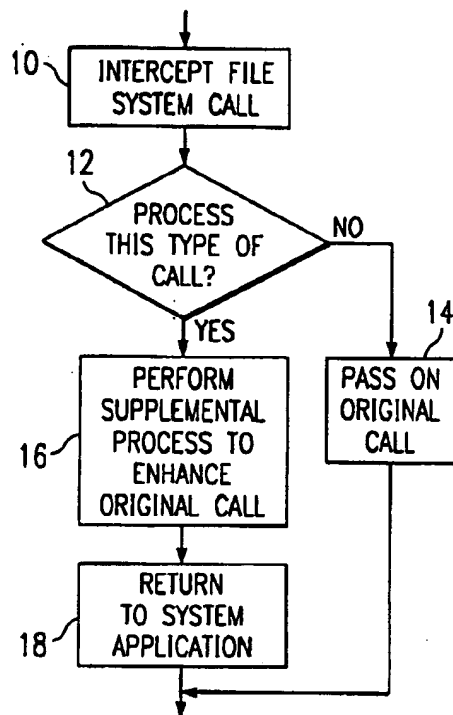 10
INTERCEPT FILE
SYSTEM CALL
12
PROCESS
THIS TYPE OF
CALL?
NO
YES
14
PASS ON
ORIGINAL
CALL
16
PERFORM
SUPPLEMENTAL
PROCESS TO
ENHANCE
ORIGINAL CALL
18
RETURN
TO SYSTEM
APPLICATION